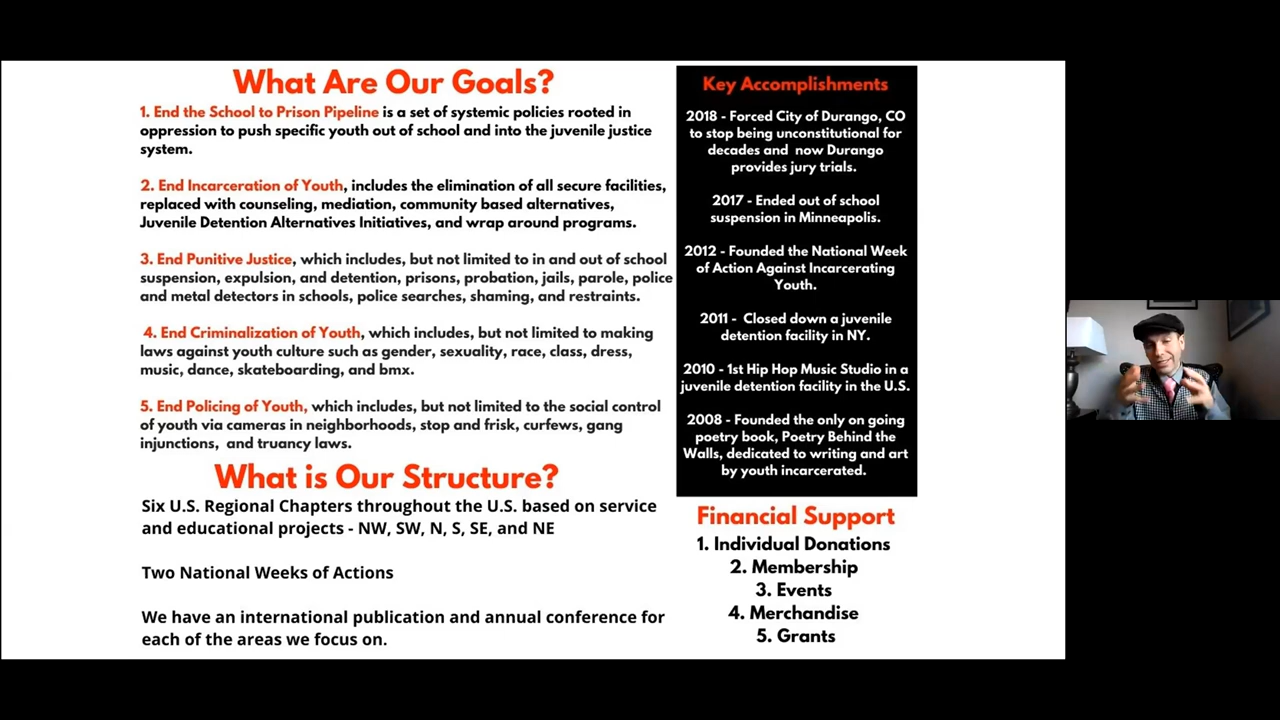 What Are Our Goals?
1. End the School to Prison Pipeline is a set of systemic policies rooted in
oppression to push specific youth out of school and into the juvenile justice
system.
2. End Incarceration of Youth, includes the elimination of all secure facilities,
replaced with counseling, mediation, community based alternatives,
Juvenile Detention Alternatives Initiatives, and wrap around programs.
3. End Punitive Justice, which includes, but not limited to in and out of school
suspension, expulsion, and detention, prisons, probation, jails, parole, police
and metal detectors in schools, police searches, shaming, and restraints.
4. End Criminalization of Youth, which includes, but not limited to making
laws against youth culture such as gender, sexuality, race, class, dress,
music, dance, skateboarding, and bmx.
5. End Policing of Youth, which includes, but not limited to the social control
of youth via cameras in neighborhoods, stop and frisk, curfews, gang
injunctions, and truancy laws.
What is Our Structure?
Six U.S. Regional Chapters throughout the U.S. based on service
and educational projects - NW, SW, N, S, SE, and NE
Two National Weeks of Actions
We have an international publication and annual conference for
each of the areas we focus on.
Key Accomplishments
2018 - Forced City of Durango, CO
to stop being unconstitutional for
decades and now Durango
provides jury trials.
2017 - Ended out of school
suspension in Minneapolis.
2012 - Founded the National Week
of Action Against Incarcerating
Youth.
2011 - Closed down a juvenile
detention facility in NY.
2010 - 1st Hip Hop Music Studio in a
juvenile detention facility in the U.S.
2008 - Founded the only on going
poetry book, Poetry Behind the
Walls, dedicated to writing and art
by youth incarcerated.
Financial Support
1. Individual Donations
2. Membership
3. Events
4. Merchandise
5. Grants